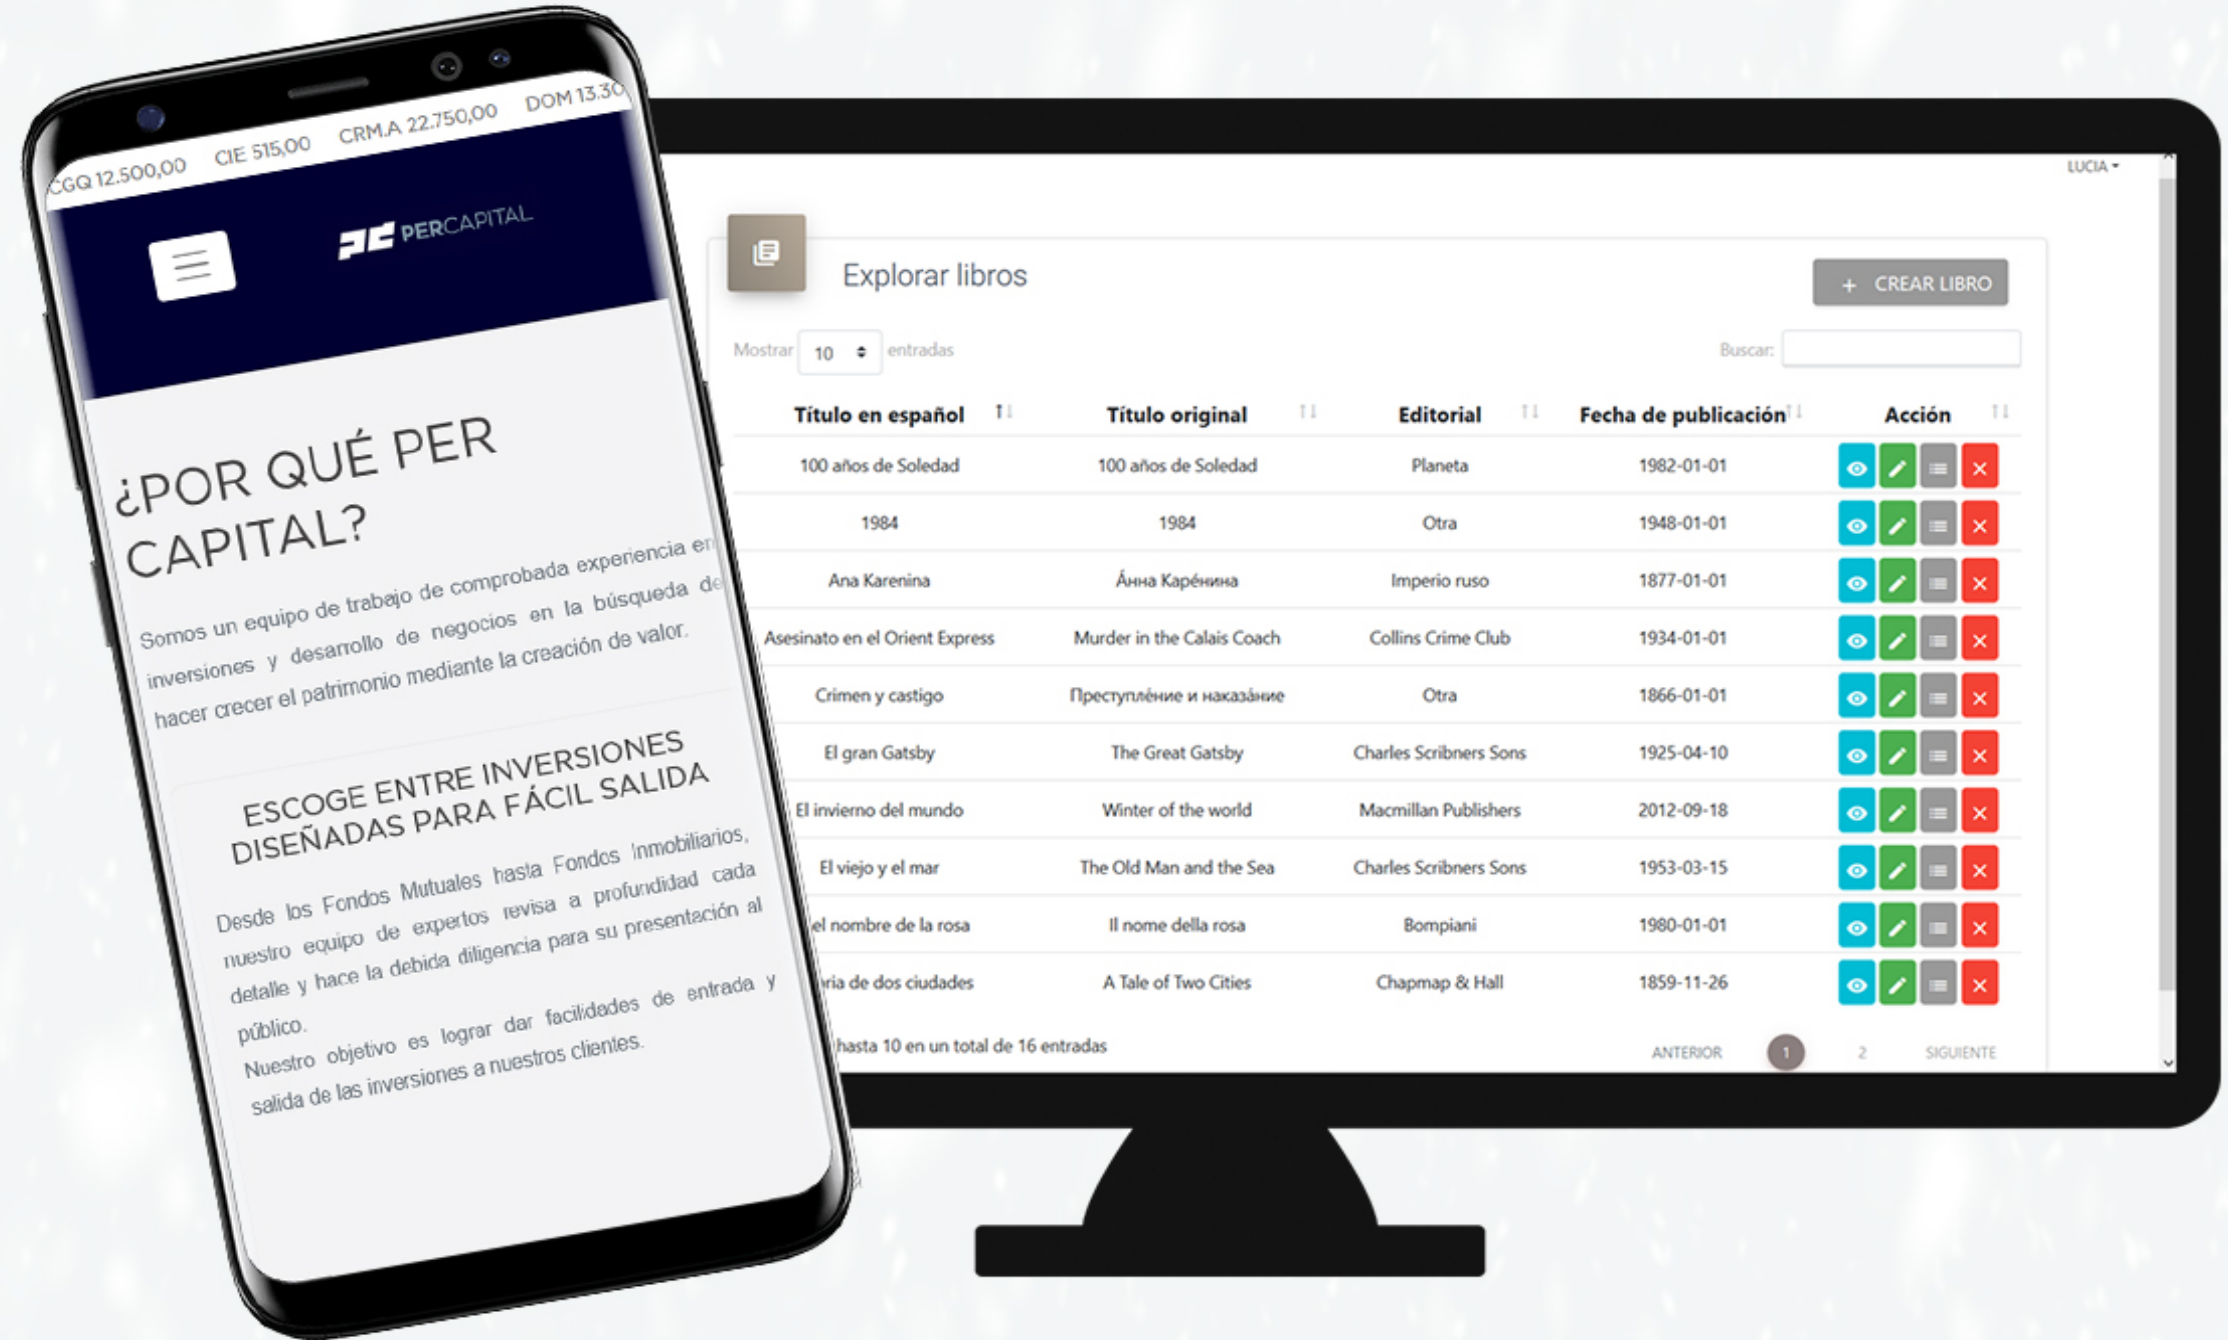 CGQ 12.500,00 CIE 515,00 CRM.A 22.750,00 DOM 13.30
PERCAPITAL
¿POR QUÉ PER
CAPITAL?
Somos un equipo de trabajo de comprobada experiencia en
inversiones y desarrollo de negocios en la búsqueda de
hacer crecer el patrimonio mediante la creación de valor.
ESCOGE ENTRE INVERSIONES
DISEÑADAS PARA FÁCIL SALIDA
Desde los Fondos Mutuales hasta Fondos Inmobiliarios,
nuestro equipo de expertos revisa a profundidad cada
detalle y hace la debida diligencia para su presentación al
público.
Nuestro objetivo es lograr dar facilidades de entrada y
salida de las inversiones a nuestros clientes.
LUCIA
Explorar libros
+ CREAR LIBRO
Mostrar 10 entradas Buscar:
Título en español Título original Editorial Fecha de publicación Acción
100 años de Soledad 100 años de Soledad Planeta 1982-01-01
1984 1984 Otra 1948-01-01
Ana Karenina А́нна Каре́нина Imperio ruso 1877-01-01
Asesinato en el Orient Express Murder in the Calais Coach Collins Crime Club 1934-01-01
Crimen y castigo Преступле́ние и наказа́ние Otra 1866-01-01
El gran Gatsby The Great Gatsby Charles Scribners Sons 1925-04-10
El invierno del mundo Winter of the world Macmillan Publishers 2012-09-18
El viejo y el mar The Old Man and the Sea Charles Scribners Sons 1953-03-15
el nombre de la rosa Il nome della rosa Bompiani 1980-01-01
ria de dos ciudades A Tale of Two Cities Chapmap & Hall 1859-11-26
hasta 10 en un total de 16 entradas
ANTERIOR 1 2 SIGUIENTE